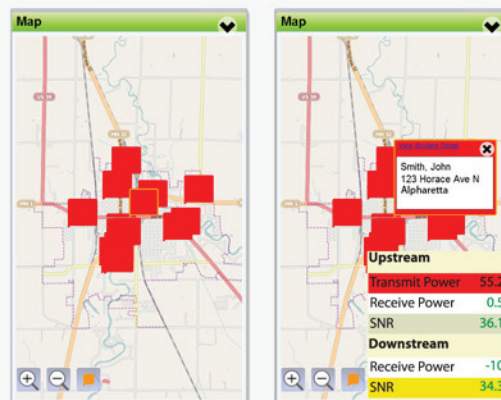 Map
Map
View Modem Detail
Smith, John
123 Horace Ave N
Alpharetta
Upstream
Transmit Power 55.2
Receive Power 0.5
SNR 36.1
Downstream
Receive Power -10
SNR 34.3